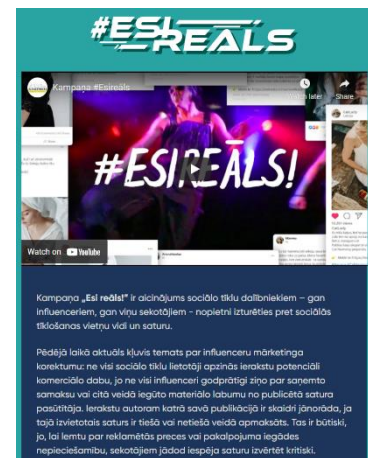 #ESI REĀLS
Kampaņa #Esireāls
Share
#ESIREĀLS!
Watch on YouTube
Kampaņa „Esi reāls!” ir aicinājums sociālo tīklu dalībniekiem – gan
influenceriem, gan viņu sekotājiem - nopietni izturēties pret sociālās
tīklošanas vietņu vidi un saturu.
Pēdējā laikā aktuāls kļuvis temats par influenceru mārketinga
korektumu: ne visi sociālo tīklu lietotāji apzinās ierakstu potenciāli
komerciālo dabu, jo ne visi influenceri godprātīgi ziņo par saņemto
samaksu vai citā veidā iegūto materiālo labumu no publicētā satura
pasūtītāja. Ierakstu autoram katrā savā publikācijā ir skaidri jānorāda, ja
tajā izvietotais saturs ir tiešā vai netiešā veidā apmaksāts. Tas ir būtiski,
jo, lai lemtu par reklamētās preces vai pakalpojuma iegādes
nepieciešamību, sekotājiem jādod iespēja saturu izvērtēt kritiski.